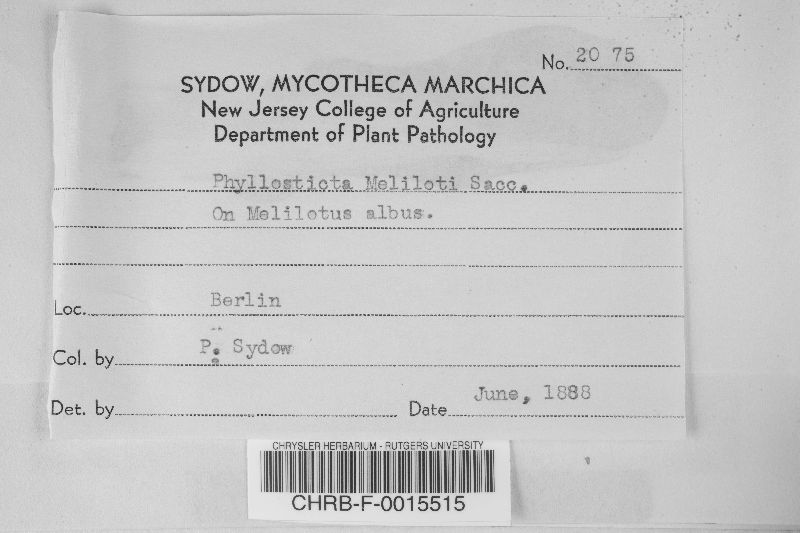 No. 20 75
SYDOW, MYCOTHECA MARCHICA
New Jersey College of Agriculture
Department of Plant Pathology
Phyllosticta Meliloti Sacc.
On Melilotus albus.
Loc. Berlin
Col. by P. Sydow
Det. by Date June, 1888
CHRYSLER HERBARIUM - RUTGERS UNIVERSITY
CHRB-F-0015515